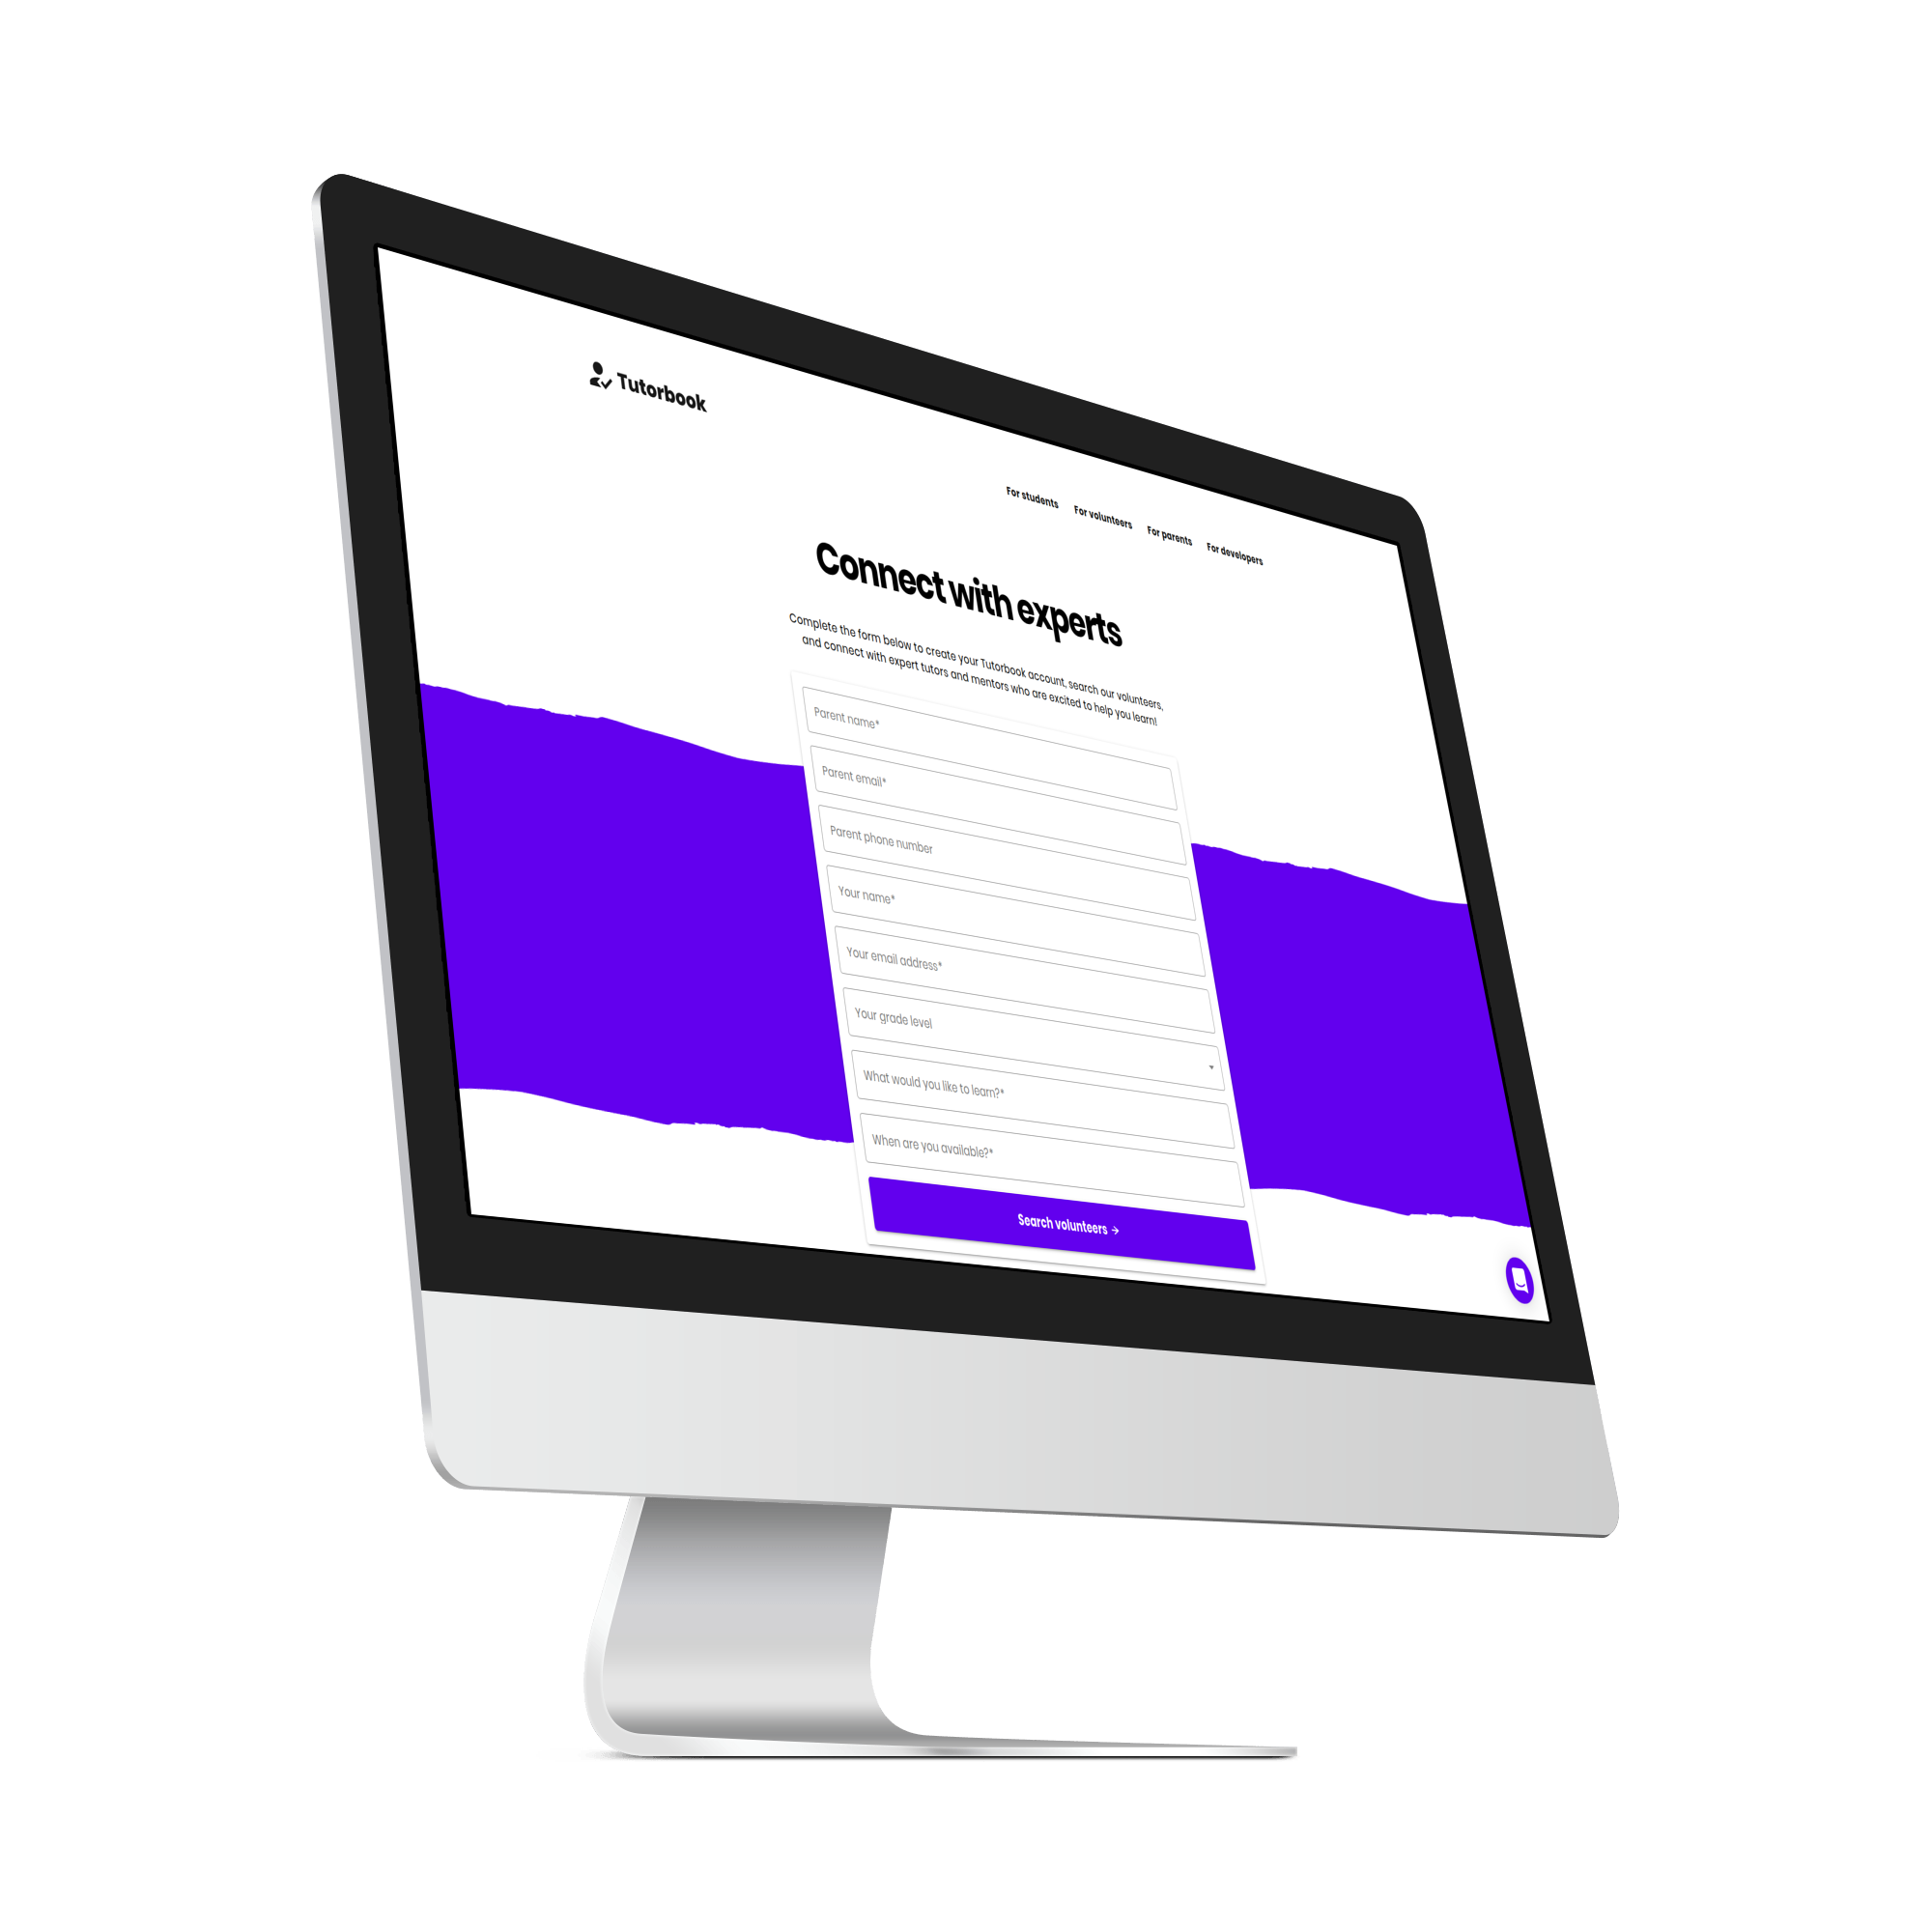 Tutorbook
For students
For volunteers
For parents
For developers
Connect with experts
Complete the form below to create your Tutorbook account, search our volunteers,
and connect with expert tutors and mentors who are excited to help you learn!
Parent name*
Parent email*
Parent phone number
Your name*
Your email address*
Your grade level
What would you like to learn?*
When are you available?*
Search volunteers →